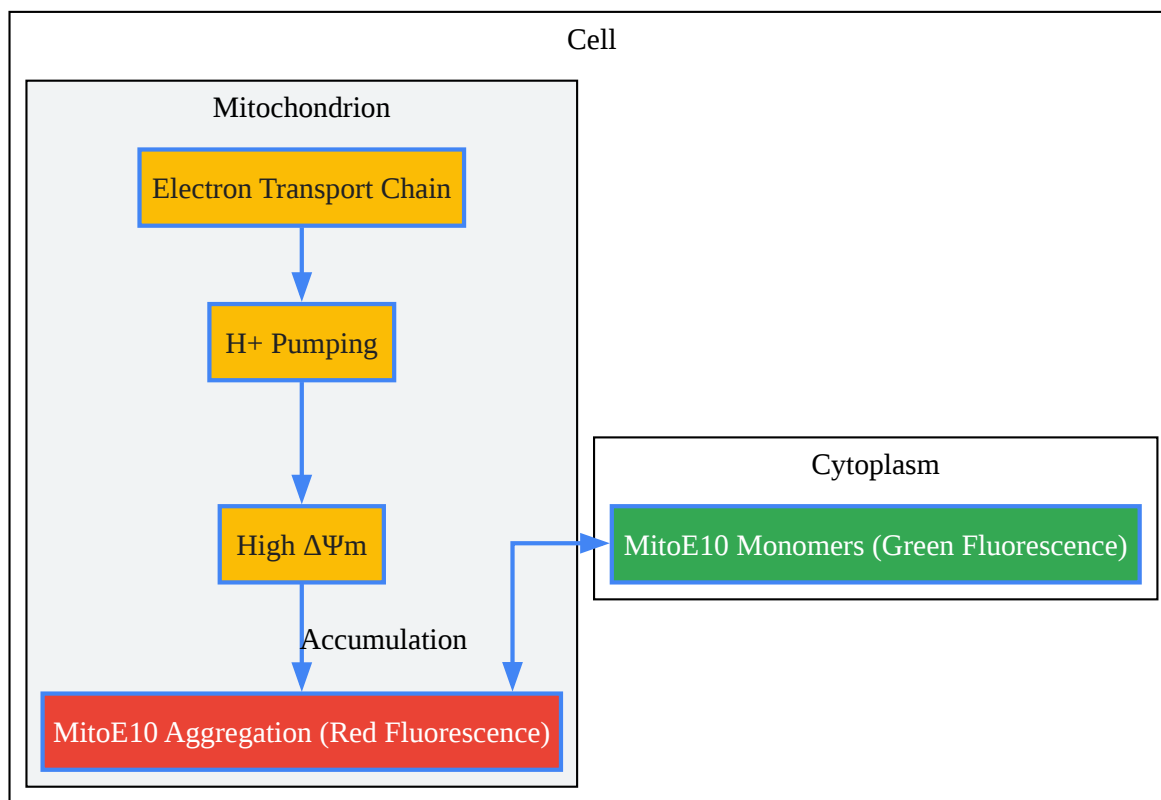 Cell
Mitochondrion
Electron Transport Chain
H+ Pumping
High ΔΨm
Accumulation
MitoE10 Aggregation (Red Fluorescence)
Cytoplasm
MitoE10 Monomers (Green Fluorescence)